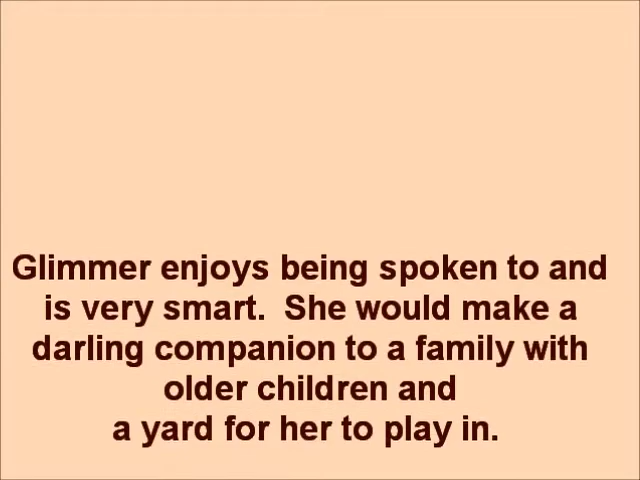 Glimmer enjoys being spoken to and
is very smart.  She would make a
darling companion to a family with
older children and
a yard for her to play in.